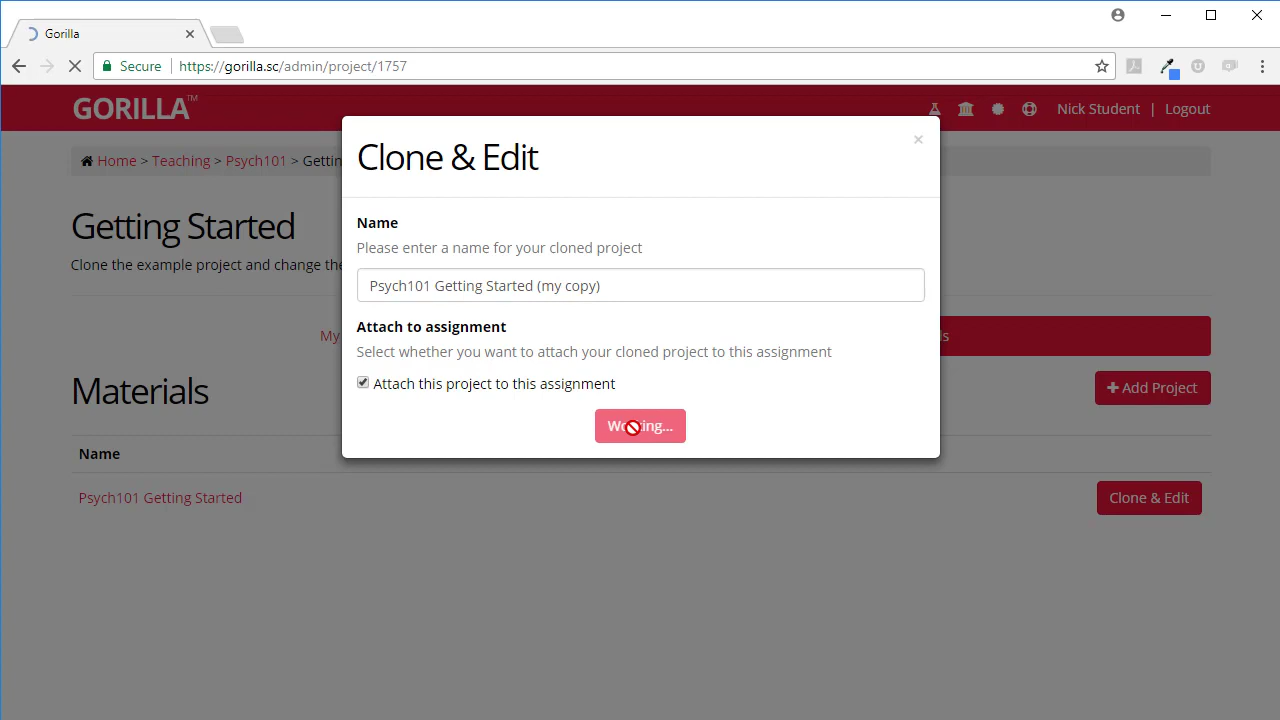 Gorilla
Secure https://gorilla.sc/admin/project/1757
GORILLA™
Nick Student | Logout
Home > Teaching > Psych101 > Getti
Getting Started
Clone the example project and change the
My
Materials
+ Add Project
Name
Psych101 Getting Started
Clone & Edit
Clone & Edit
×
Name
Please enter a name for your cloned project
Psych101 Getting Started (my copy)
Attach to assignment
Select whether you want to attach your cloned project to this assignment
Attach this project to this assignment
Working...